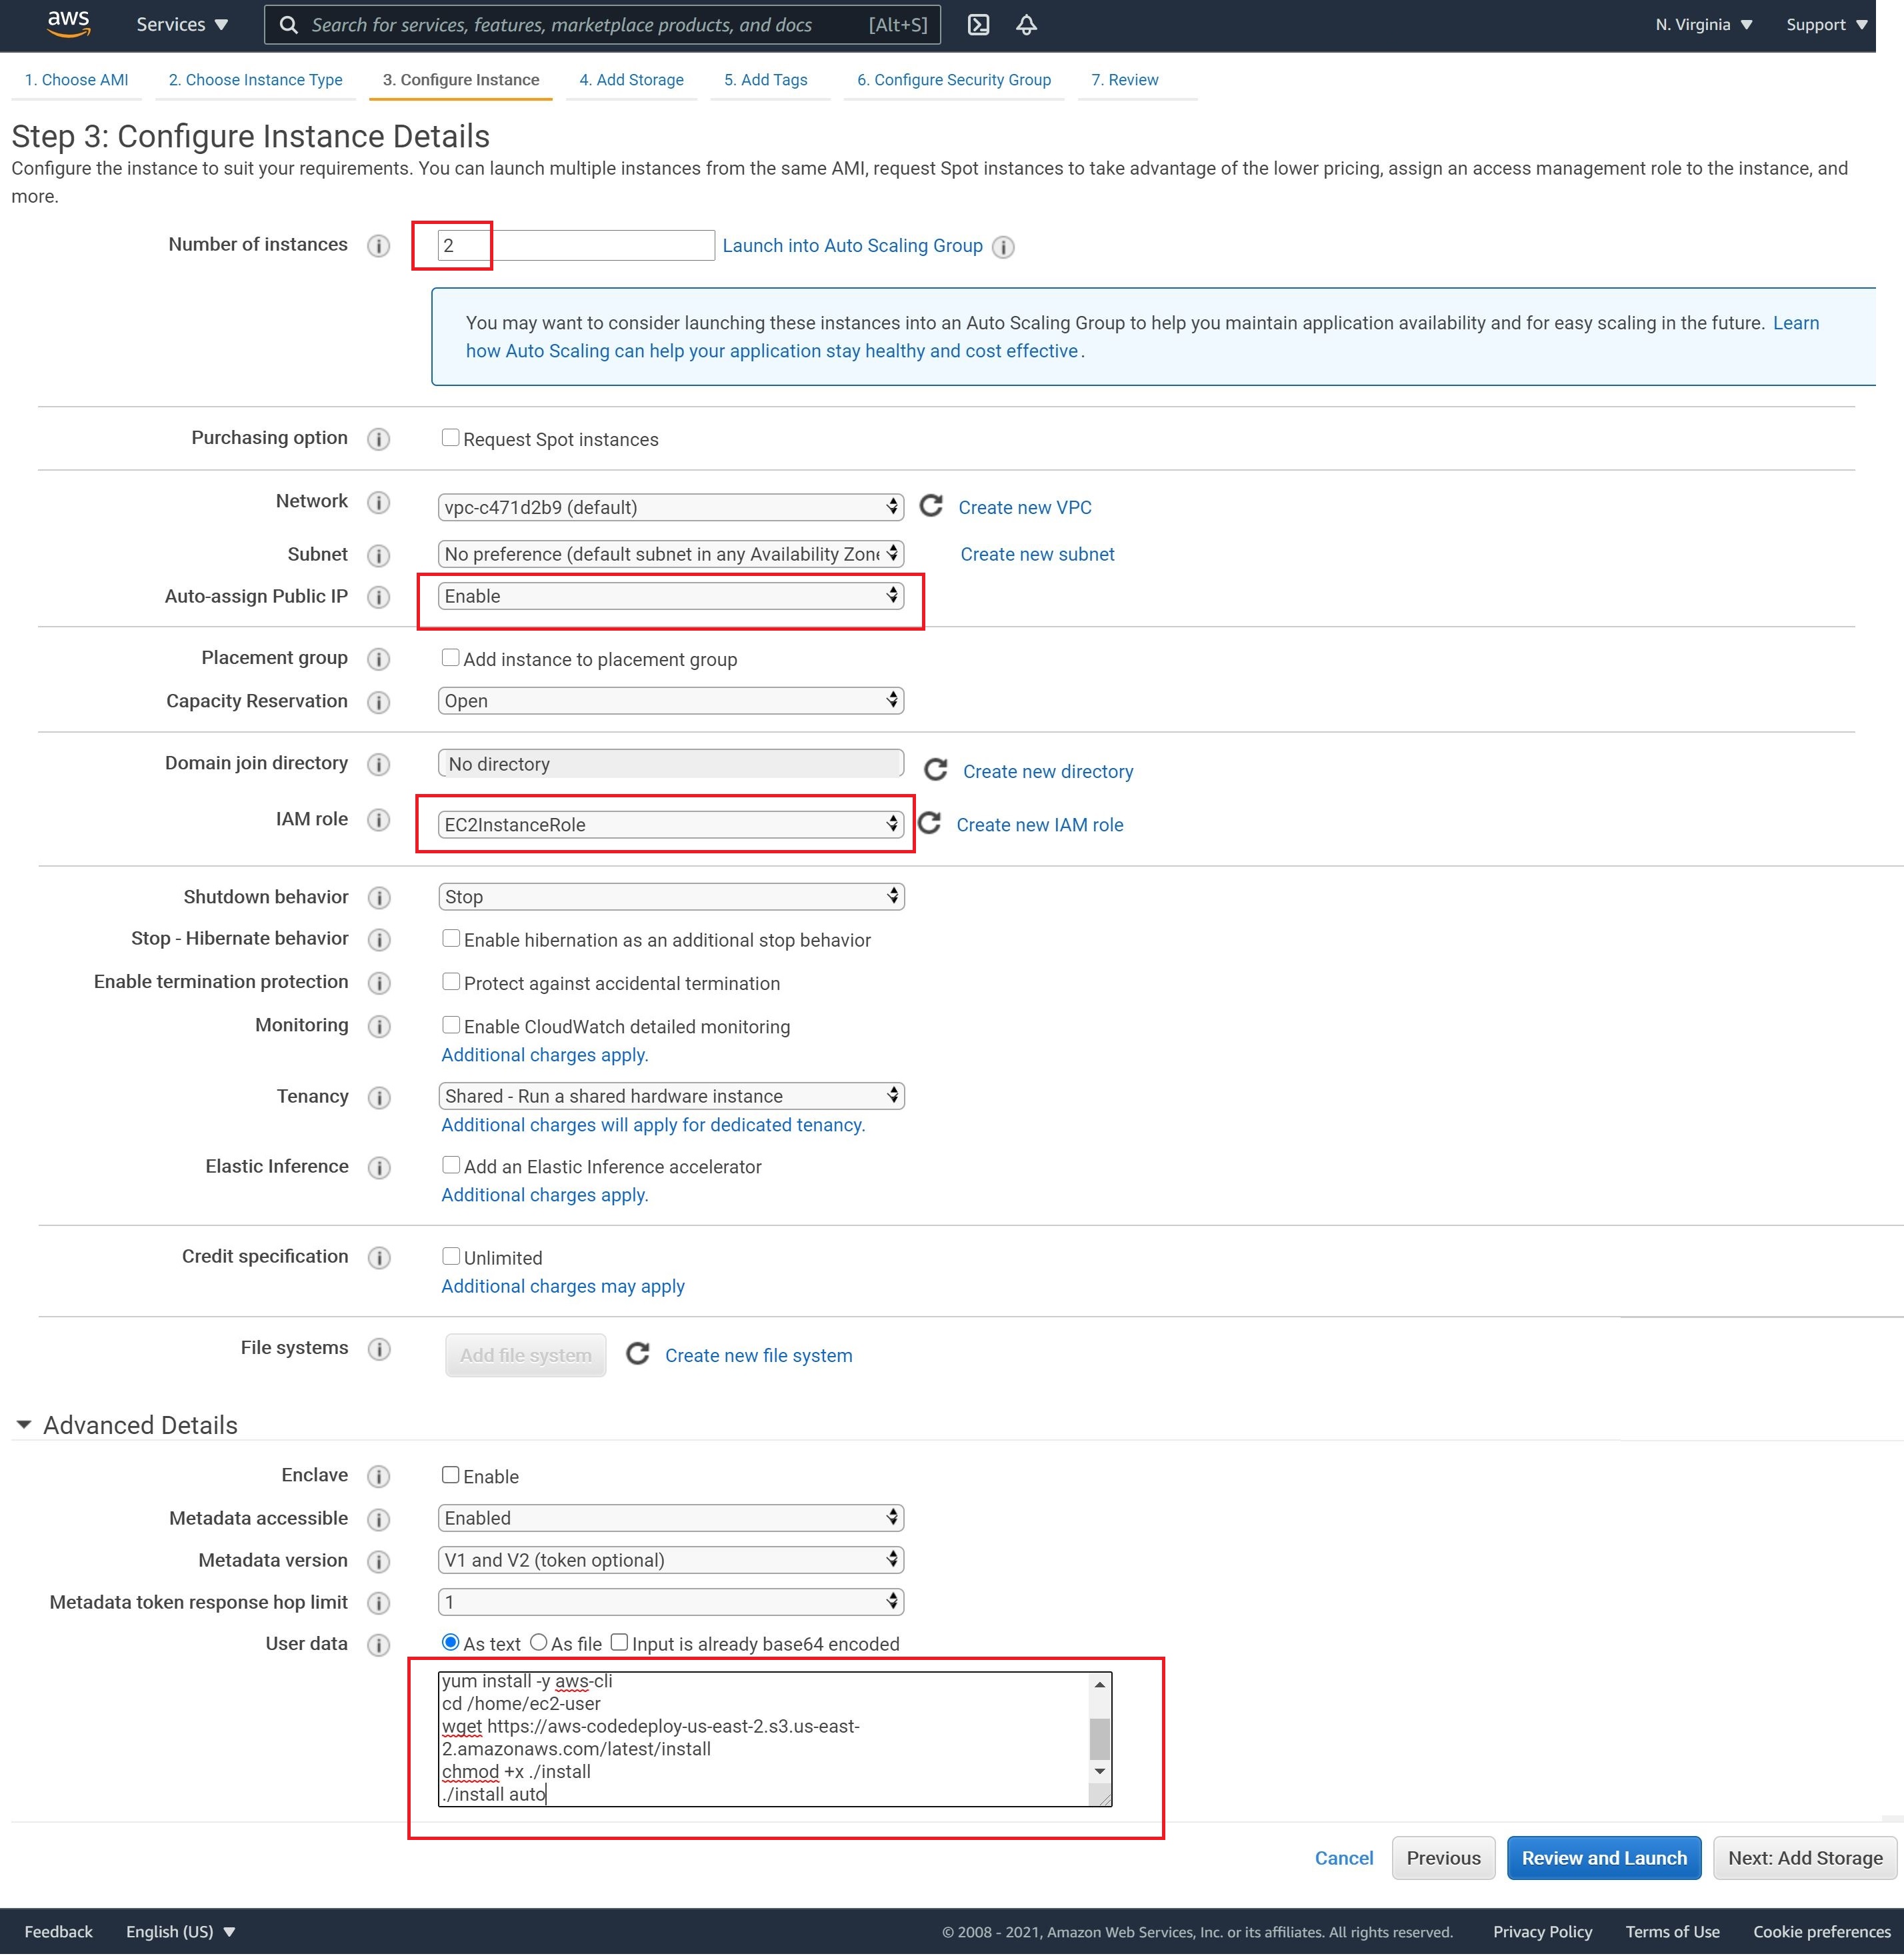 aws
Services
Search for services, features, marketplace products, and docs
[Alt+S]
N. Virginia
Support
1. Choose AMI
2. Choose Instance Type
3. Configure Instance
4. Add Storage
5. Add Tags
6. Configure Security Group
7. Review
Step 3: Configure Instance Details
Configure the instance to suit your requirements. You can launch multiple instances from the same AMI, request Spot instances to take advantage of the lower pricing, assign an access management role to the instance, and
more.
Number of instances
2
Launch into Auto Scaling Group
You may want to consider launching these instances into an Auto Scaling Group to help you maintain application availability and for easy scaling in the future. Learn
how Auto Scaling can help your application stay healthy and cost effective.
Purchasing option
Request Spot instances
Network
vpc-c471d2b9 (default)
Create new VPC
Subnet
No preference (default subnet in any Availability Zone
Create new subnet
Auto-assign Public IP
Enable
Placement group
Add instance to placement group
Capacity Reservation
Open
Domain join directory
No directory
Create new directory
IAM role
EC2InstanceRole
Create new IAM role
Shutdown behavior
Stop
Stop - Hibernate behavior
Enable hibernation as an additional stop behavior
Enable termination protection
Protect against accidental termination
Monitoring
Enable CloudWatch detailed monitoring
Additional charges apply.
Tenancy
Shared - Run a shared hardware instance
Additional charges will apply for dedicated tenancy.
Elastic Inference
Add an Elastic Inference accelerator
Additional charges apply.
Credit specification
Unlimited
Additional charges may apply
File systems
Add file system
Create new file system
Advanced Details
Enclave
Enable
Metadata accessible
Enabled
Metadata version
V1 and V2 (token optional)
Metadata token response hop limit
1
User data
As text
As file
Input is already base64 encoded
yum install -y aws-cli
cd /home/ec2-user
wget https://aws-codedeploy-us-east-2.s3.us-east-
2.amazonaws.com/latest/install
chmod +x ./install
./install auto
Cancel
Previous
Review and Launch
Next: Add Storage
Feedback
English (US)
© 2008 - 2021, Amazon Web Services, Inc. or its affiliates. All rights reserved.
Privacy Policy
Terms of Use
Cookie preferences